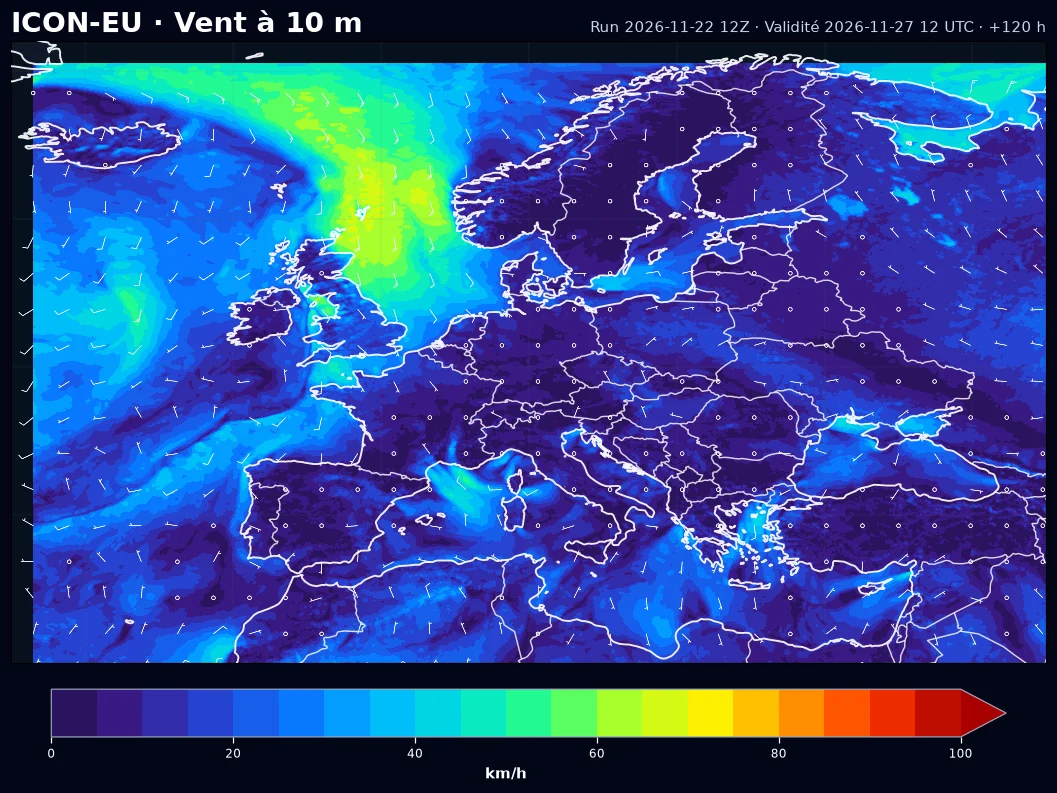 ICON-EU · Vent à 10 m
Run 2026-11-22 12Z · Validité 2026-11-27 12 UTC · +120 h
0 20 40 60 80 100
km/h